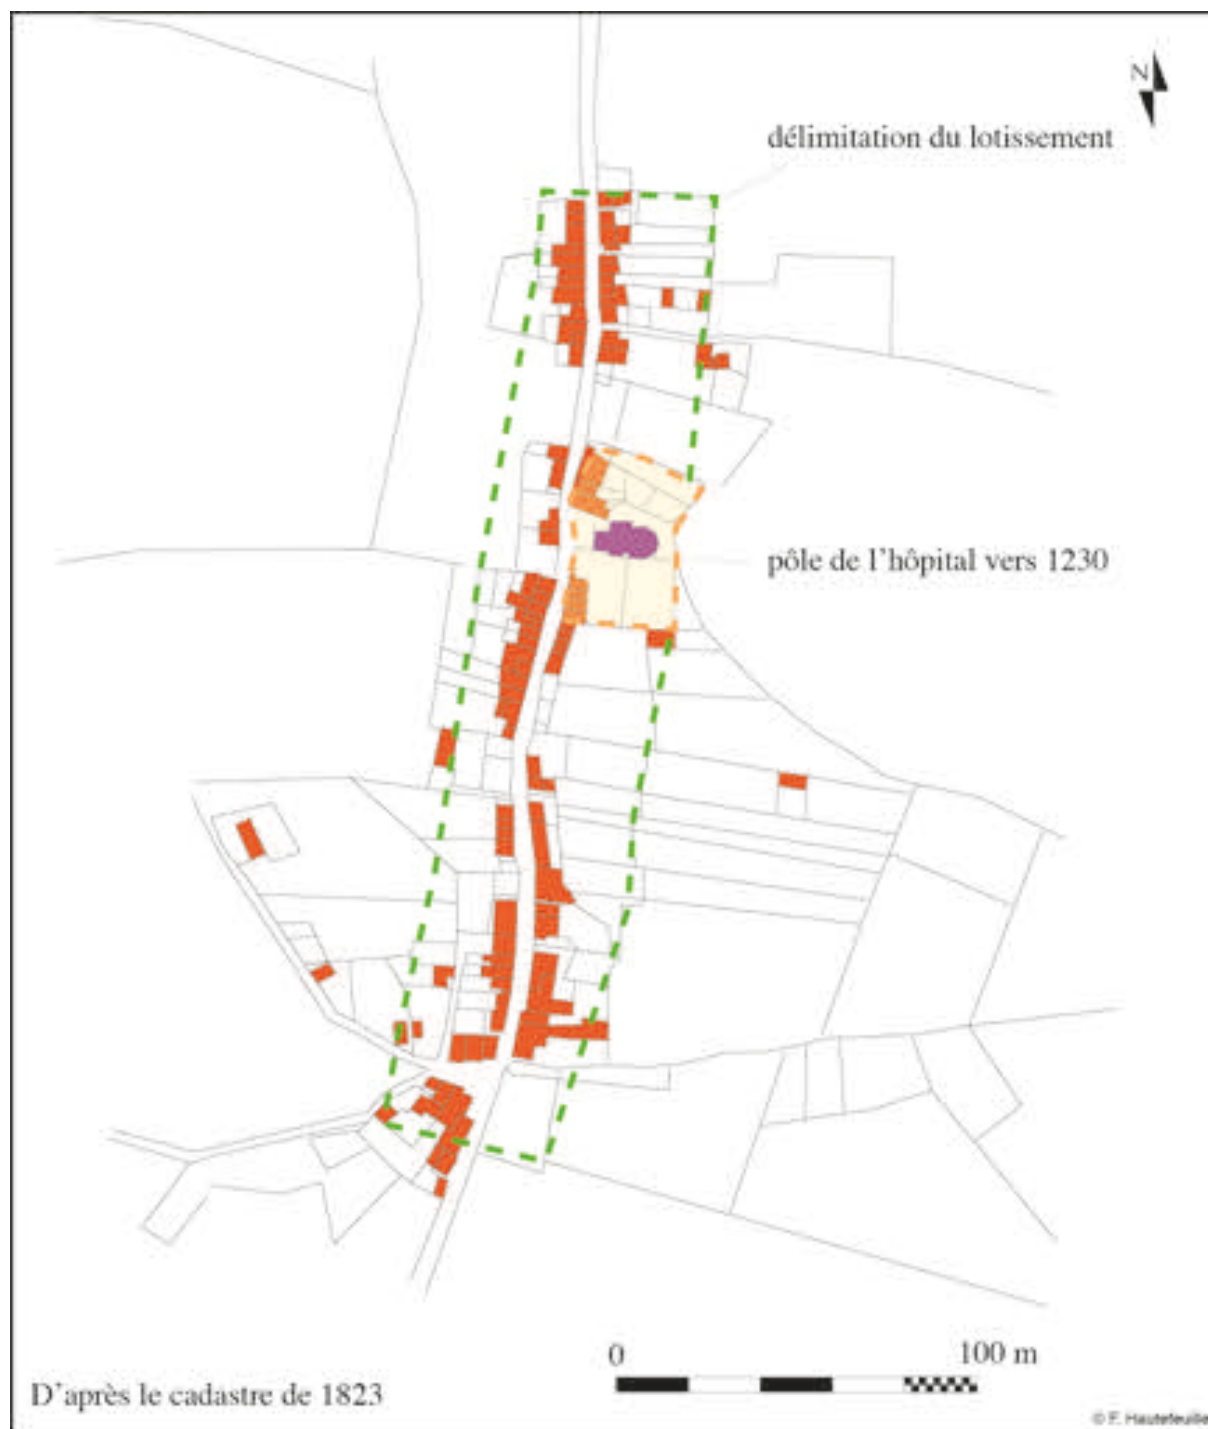 N
délimitation du lotissement
pôle de l'hôpital vers 1230
0 100 m
D'après le cadastre de 1823
© F. Hautefeuille